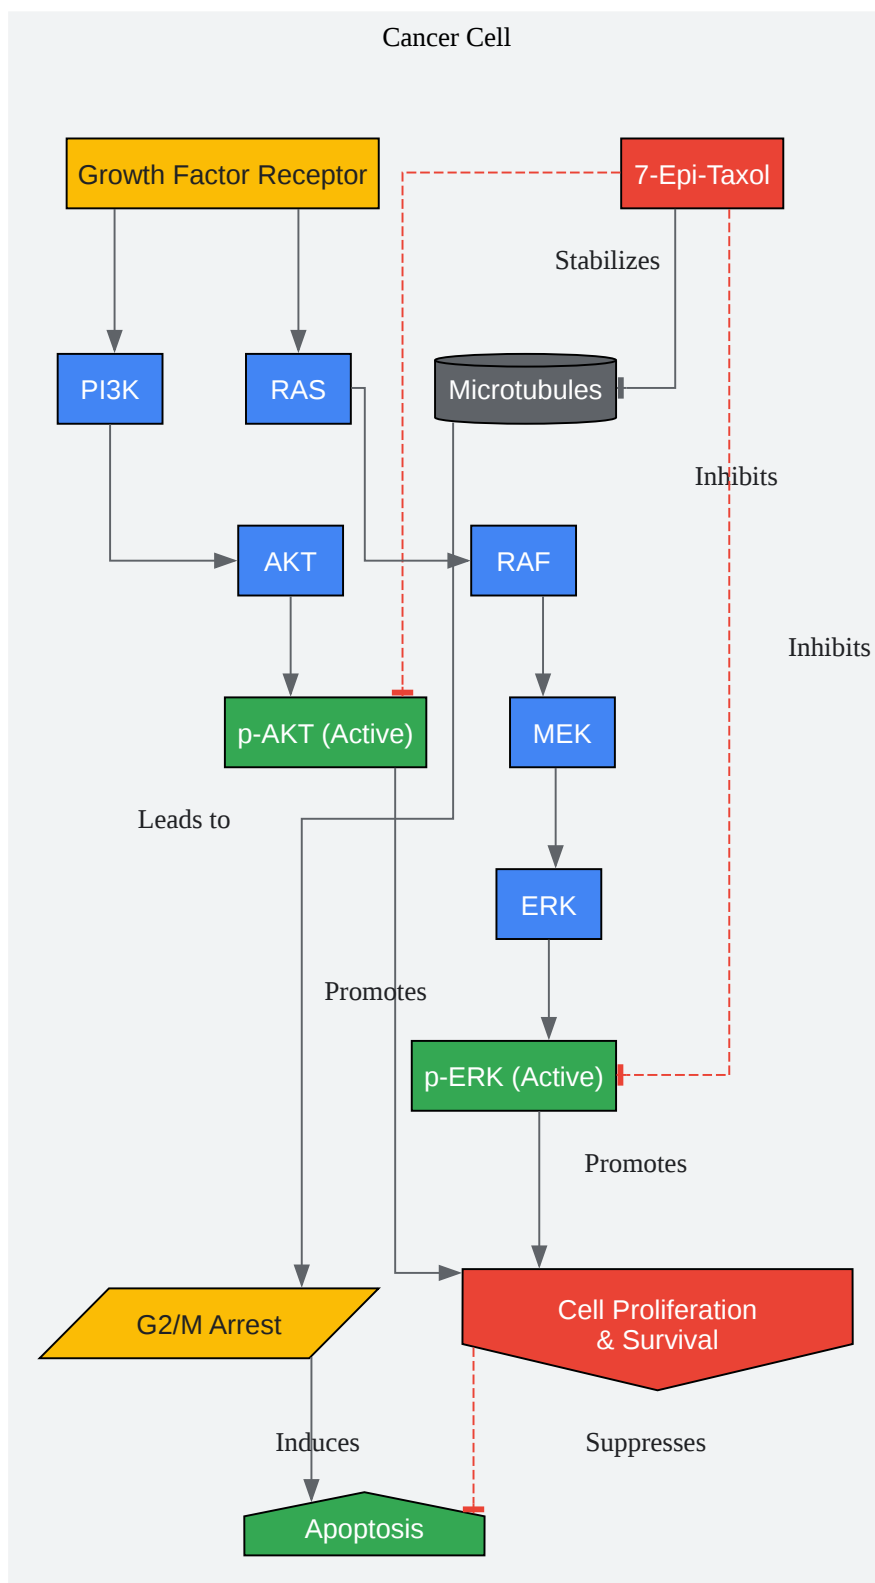 Cancer Cell
Growth Factor Receptor
7-Epi-Taxol
Stabilizes
PI3K
RAS
Microtubules
Inhibits
AKT
RAF
Inhibits
p-AKT (Active)
MEK
Leads to
ERK
Promotes
p-ERK (Active)
Promotes
G2/M Arrest
Cell Proliferation
& Survival
Induces
Suppresses
Apoptosis